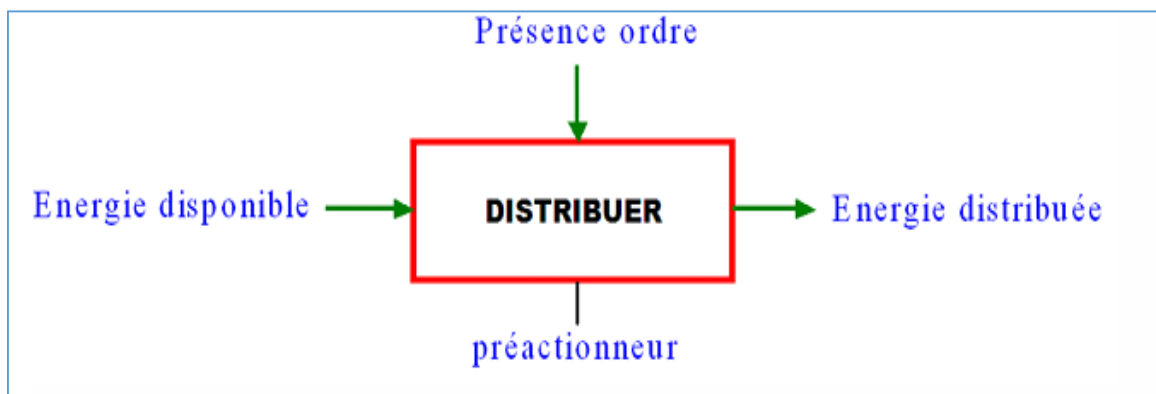 Présence ordre
Energie disponible
DISTRIBUER
Energie distribuée
préactionneur